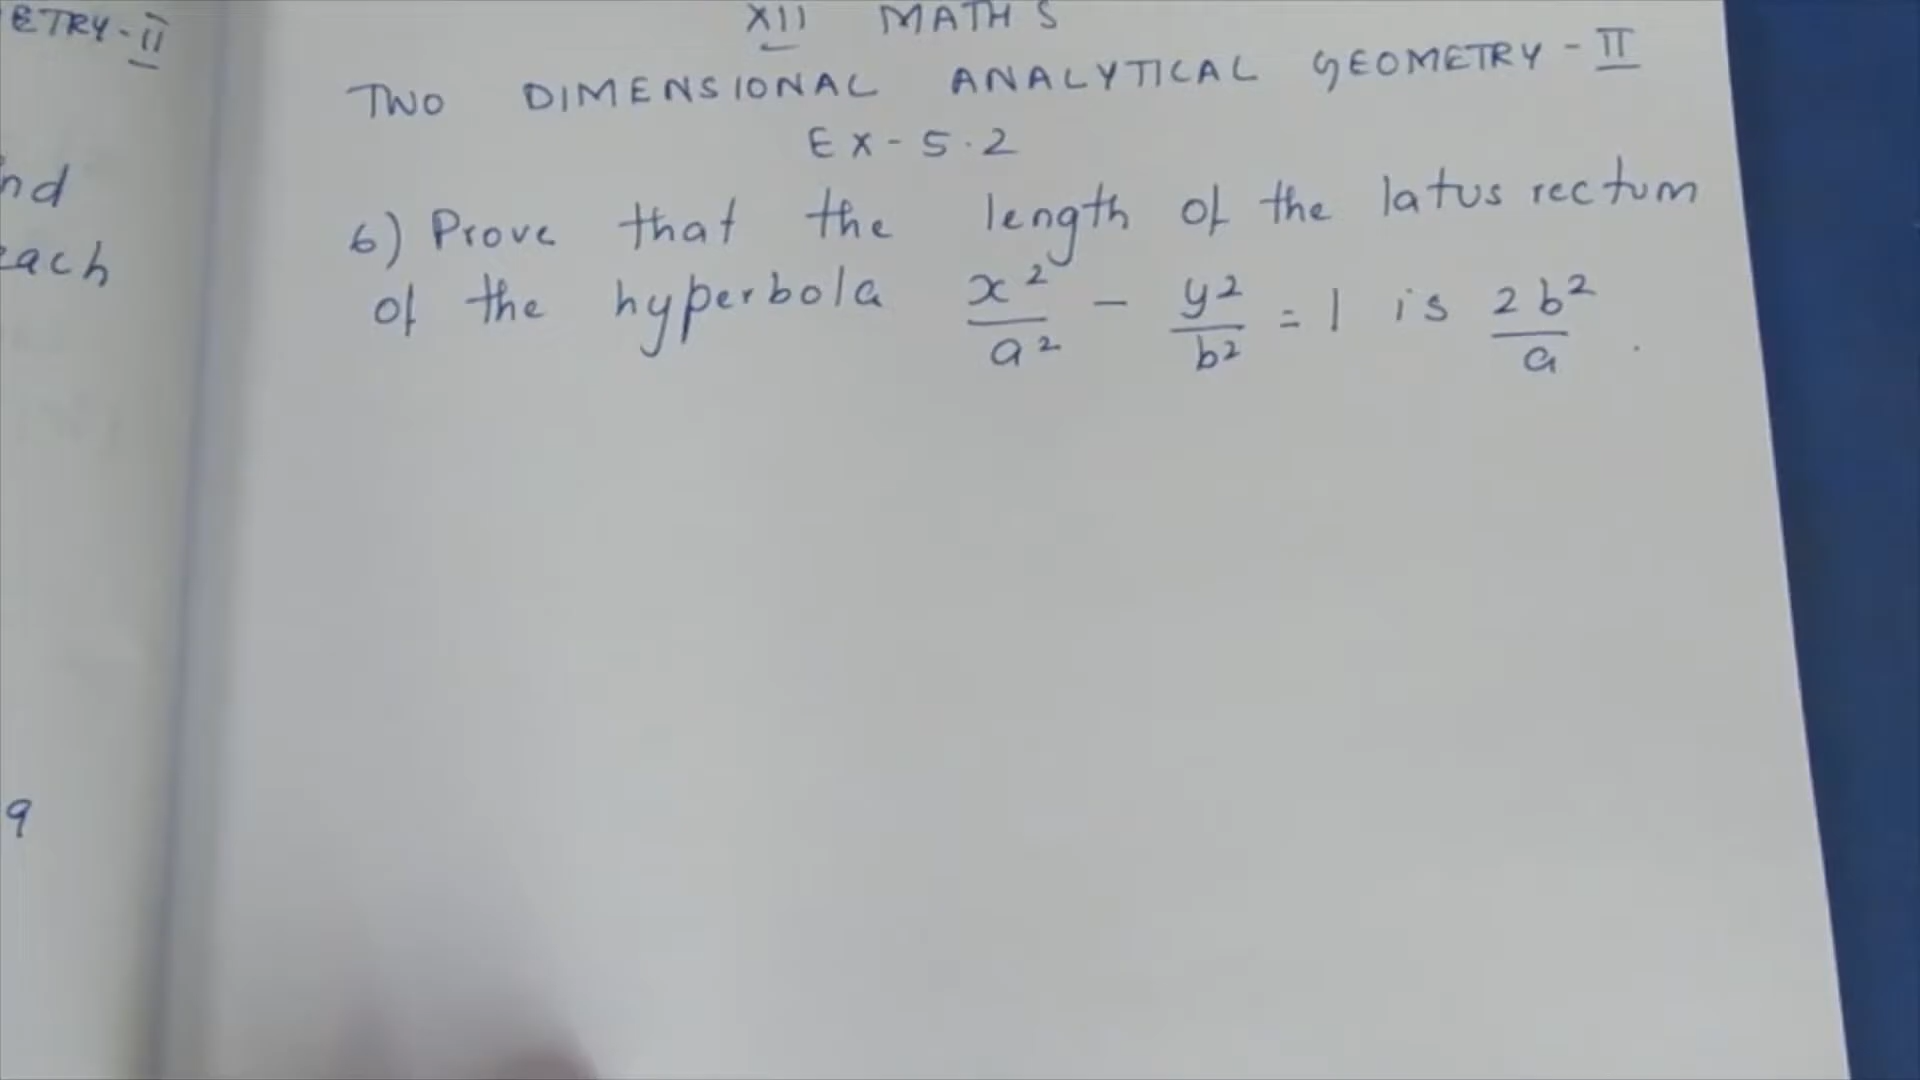 ETRY-II
nd
each
9
XII MATHS
TWO DIMENSIONAL ANALYTICAL GEOMETRY-II
EX-5.2
6) Prove that the length of the latus rectum
of the hyperbola x²/a² - y²/b² = 1 is 2b²/a.